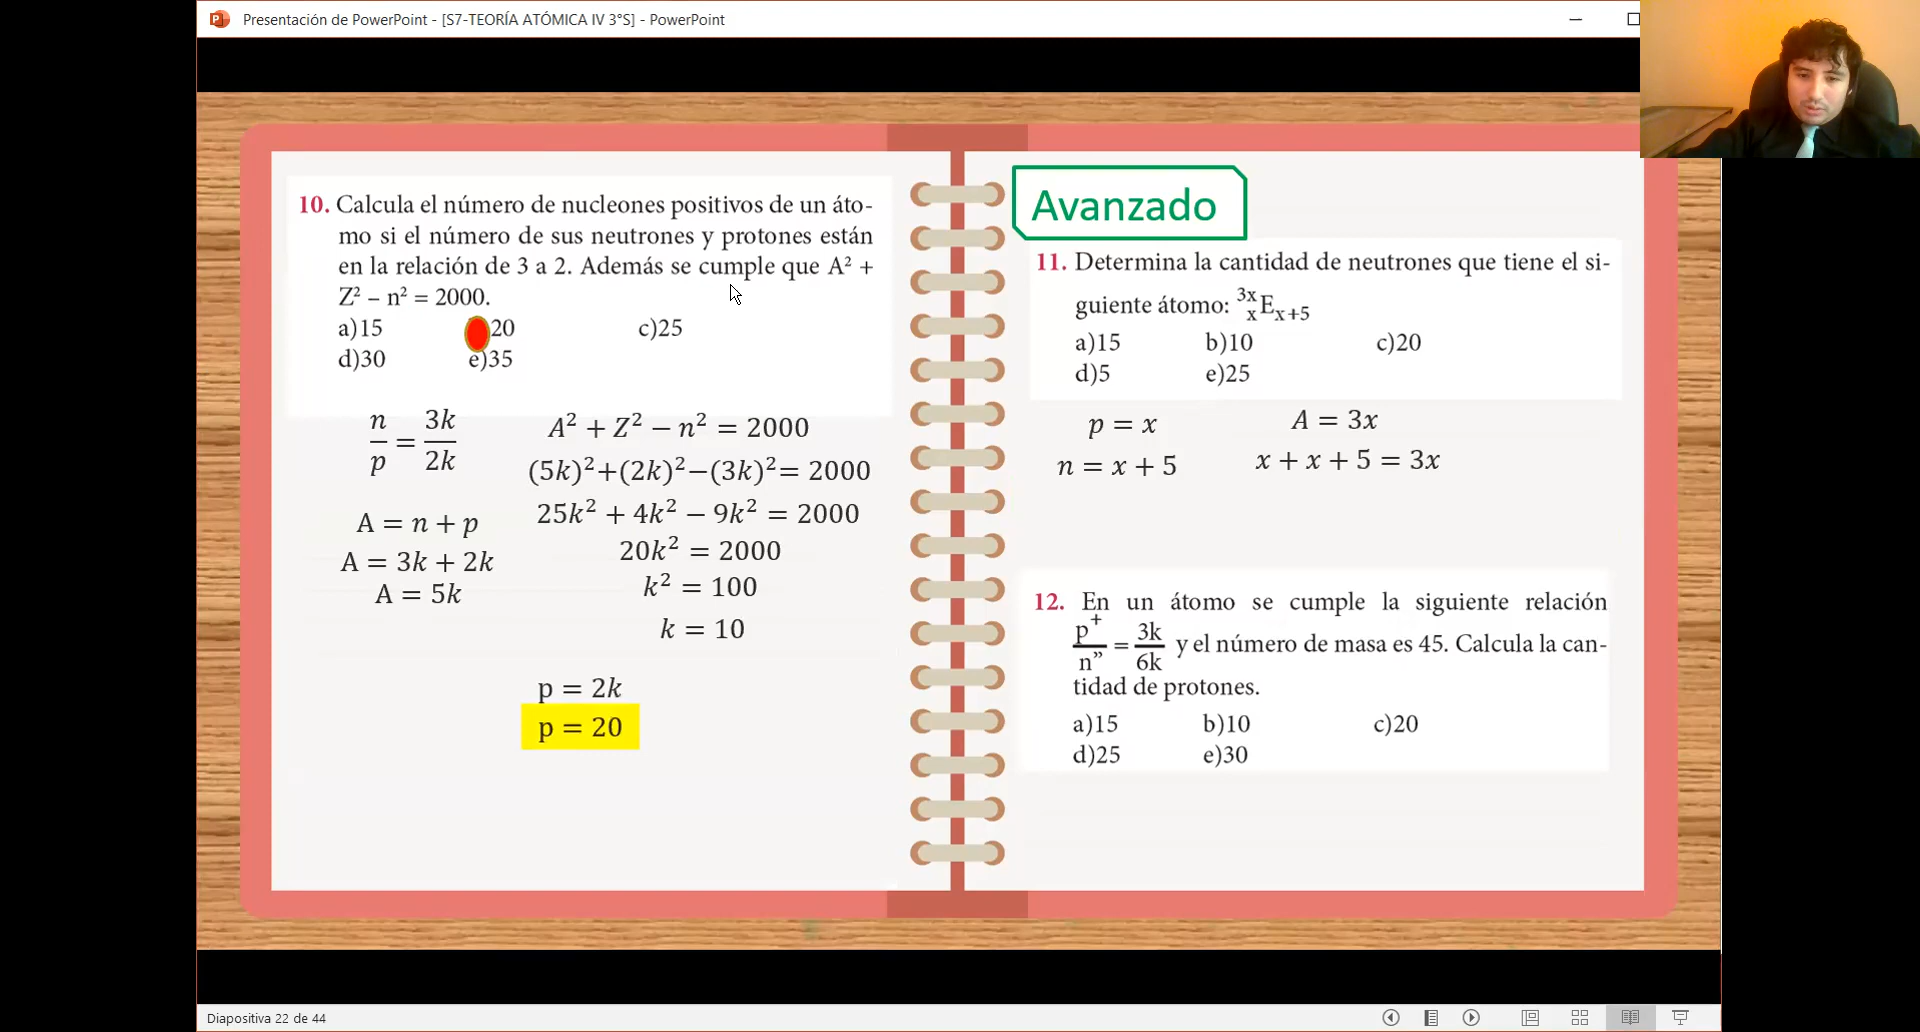 Presentación de PowerPoint - [S7-TEORÍA ATÓMICA IV 3°S] - PowerPoint
10. Calcula el número de nucleones positivos de un áto-
mo si el número de sus neutrones y protones están
en la relación de 3 a 2. Además se cumple que A² +
Z² – n² = 2000.
a)15 20 c)25
d)30 e)35
n/p = 3k/2k
A = n + p
A = 3k + 2k
A = 5k
A² + Z² − n² = 2000
(5k)²+(2k)²−(3k)²= 2000
25k² + 4k² − 9k² = 2000
20k² = 2000
k² = 100
k = 10
p = 2k
p = 20
Avanzado
11. Determina la cantidad de neutrones que tiene el si-
guiente átomo: ³ˣₓEₓ₊₅
a)15 b)10 c)20
d)5 e)25
p = x
n = x + 5
A = 3x
x + x + 5 = 3x
12. En un átomo se cumple la siguiente relación
p⁺/n” = 3k/6k y el número de masa es 45. Calcula la can-
tidad de protones.
a)15 b)10 c)20
d)25 e)30
Diapositiva 22 de 44